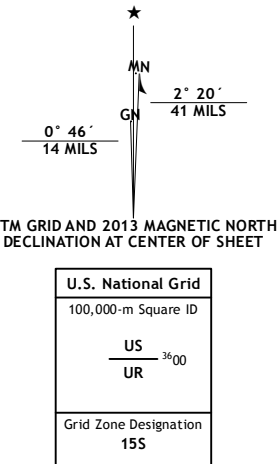 ★
MN
GN
2° 20´
41 MILS
0° 46´
14 MILS
TM GRID AND 2013 MAGNETIC NORTH
DECLINATION AT CENTER OF SHEET
U.S. National Grid
100,000-m Square ID
US
UR
3600
Grid Zone Designation
15S